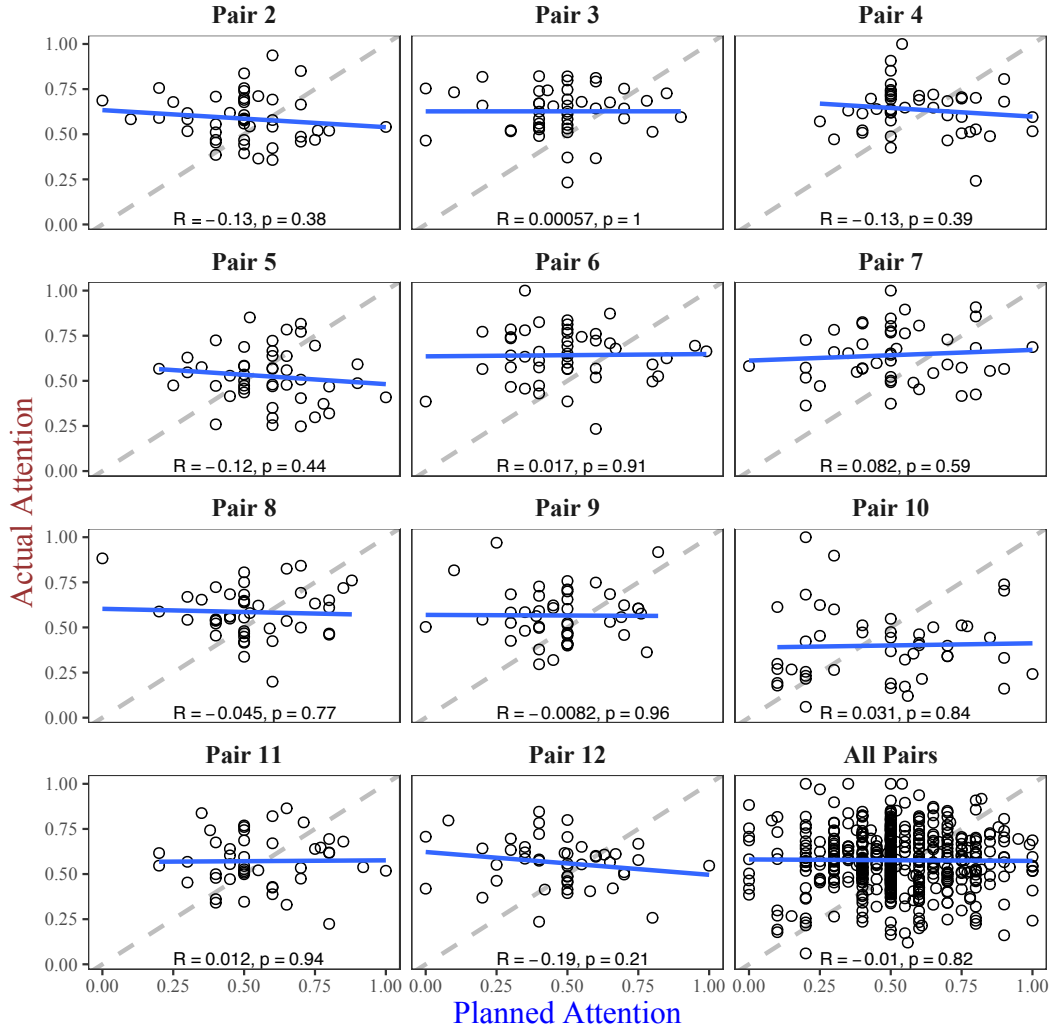 Pair 2
Pair 3
Pair 4
1.00
0.75
0.50
0.25
0.00
R = −0.13, p = 0.38
R = 0.00057, p = 1
R = −0.13, p = 0.39
Pair 5
Pair 6
Pair 7
1.00
0.75
0.50
0.25
0.00
R = −0.12, p = 0.44
R = 0.017, p = 0.91
R = 0.082, p = 0.59
Actual Attention
Pair 8
Pair 9
Pair 10
1.00
0.75
0.50
0.25
0.00
R = −0.045, p = 0.77
R = −0.0082, p = 0.96
R = 0.031, p = 0.84
Pair 11
Pair 12
All Pairs
1.00
0.75
0.50
0.25
0.00
R = 0.012, p = 0.94
R = −0.19, p = 0.21
R = −0.01, p = 0.82
0.00 0.25 0.50 0.75 1.00
0.00 0.25 0.50 0.75 1.00
0.00 0.25 0.50 0.75 1.00
Planned Attention